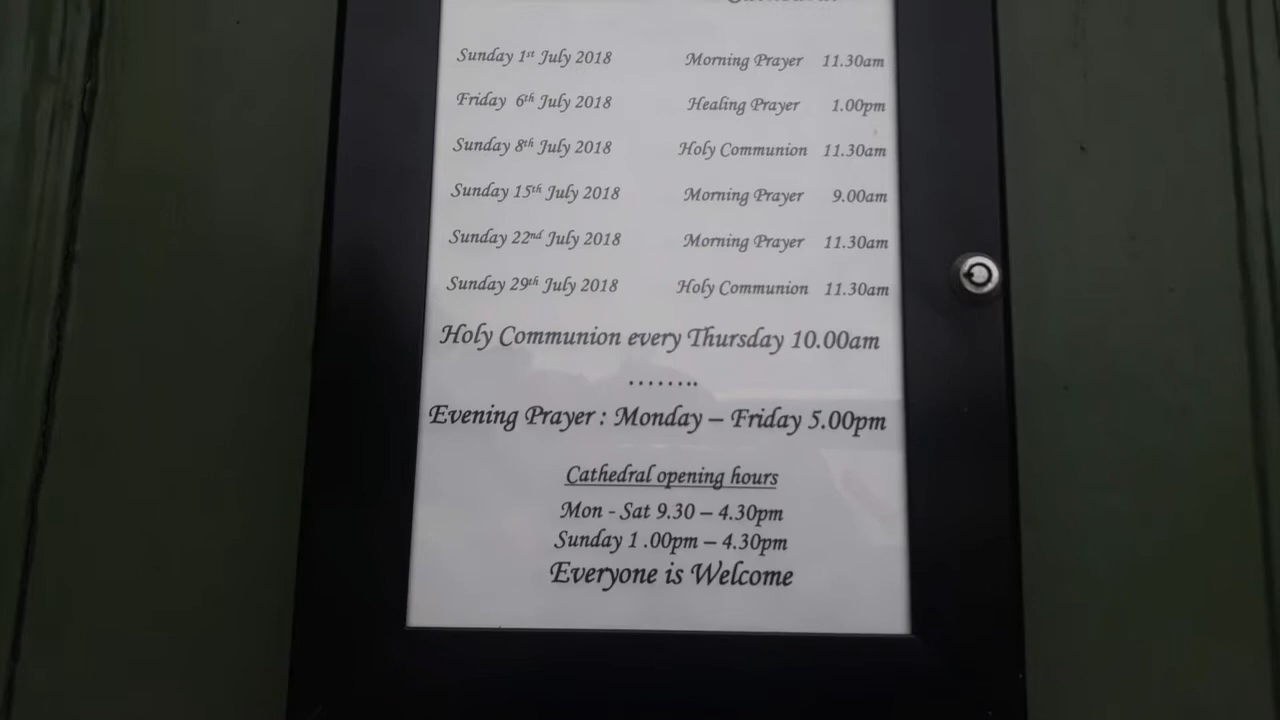 Sunday 1st July 2018 Morning Prayer 11.30am
Friday 6th July 2018 Healing Prayer 1.00pm
Sunday 8th July 2018 Holy Communion 11.30am
Sunday 15th July 2018 Morning Prayer 9.00am
Sunday 22nd July 2018 Morning Prayer 11.30am
Sunday 29th July 2018 Holy Communion 11.30am
Holy Communion every Thursday 10.00am
........
Evening Prayer : Monday – Friday 5.00pm
Cathedral opening hours
Mon - Sat 9.30 – 4.30pm
Sunday 1 .00pm – 4.30pm
Everyone is Welcome